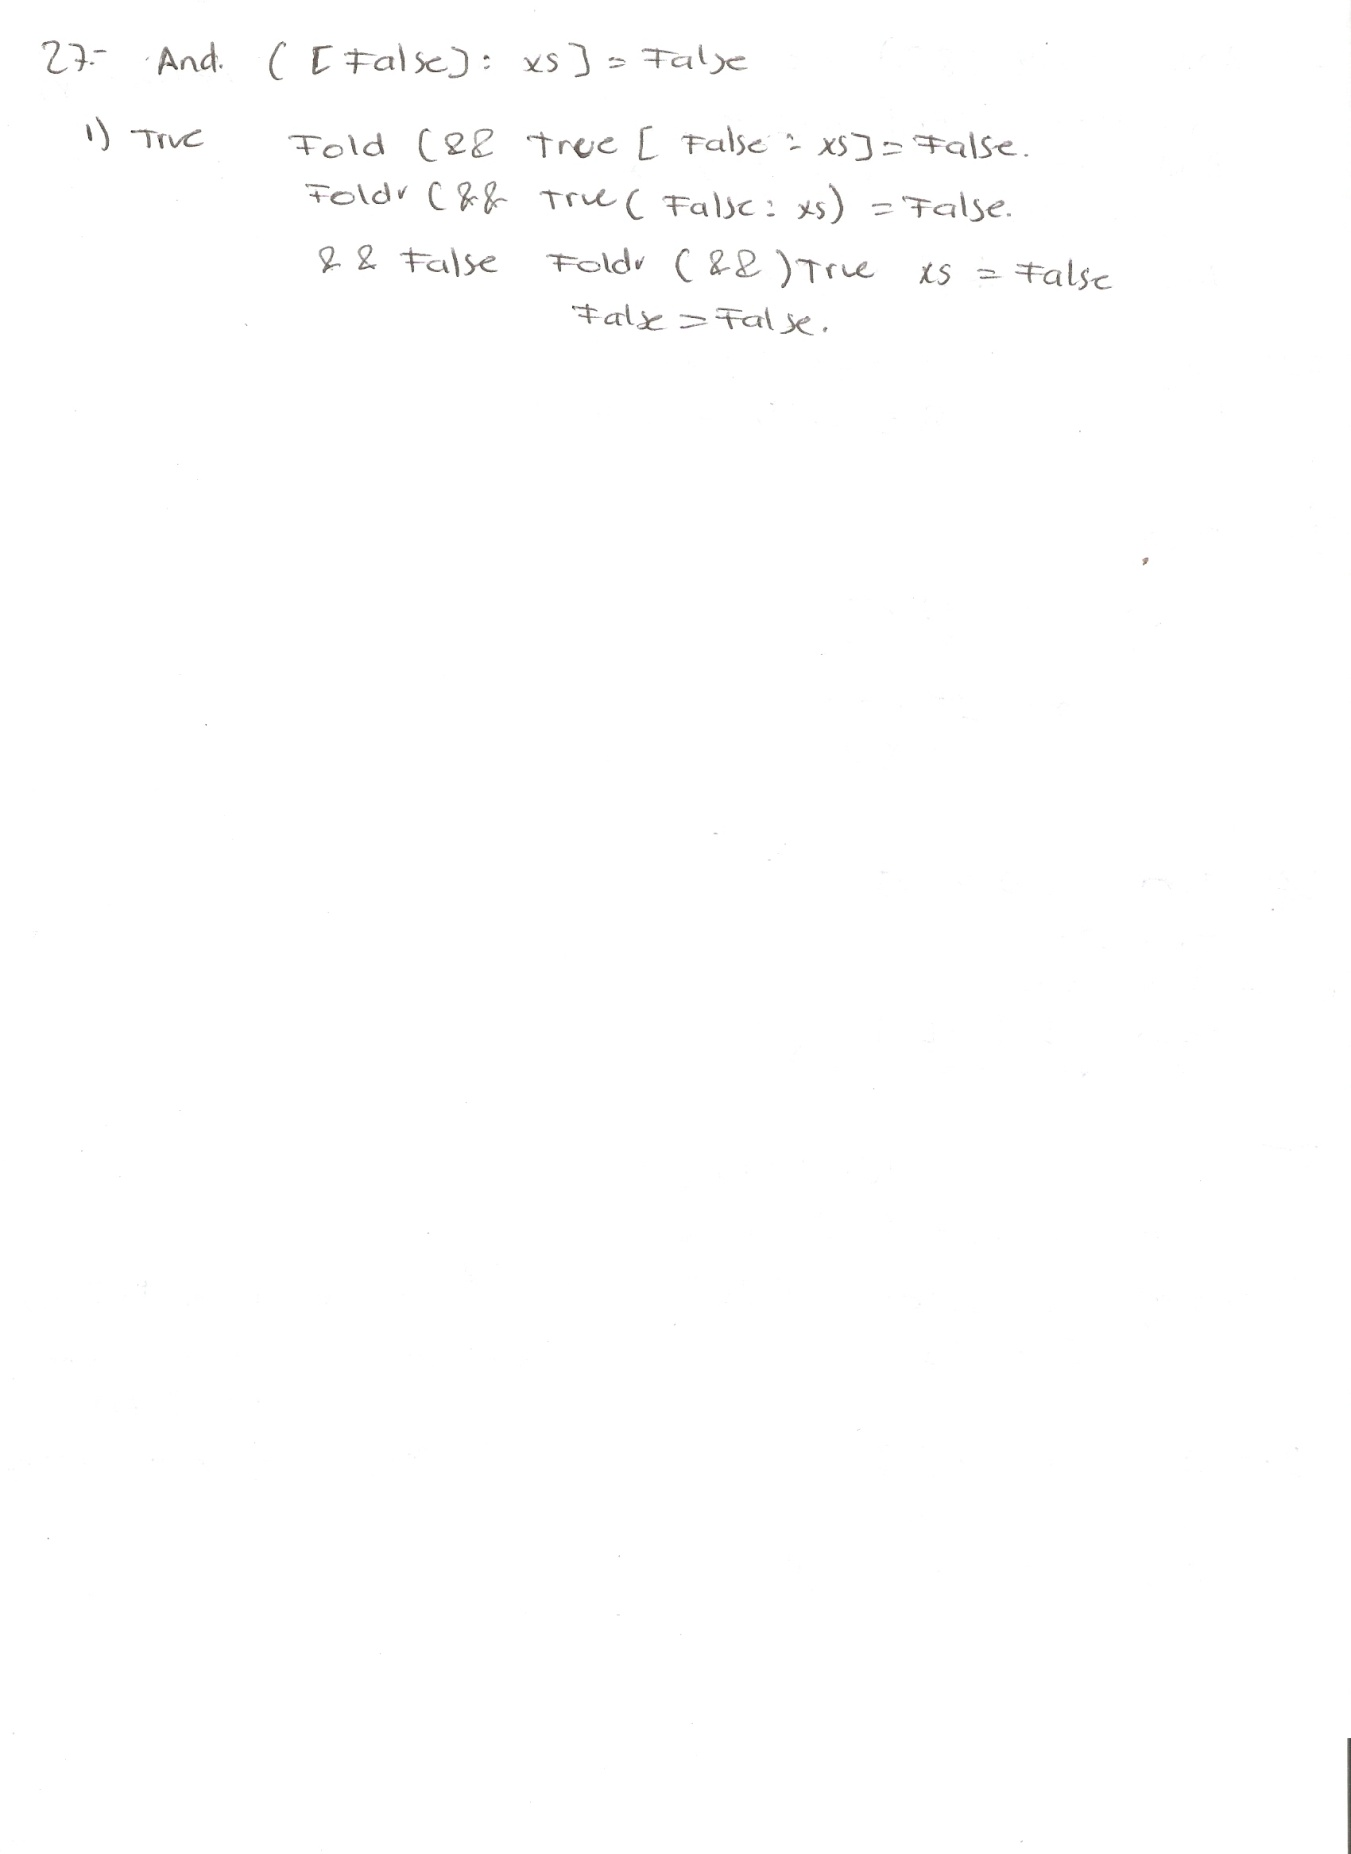 27.- And. ( [ False) : xs ] = False
1) True Fold (&& True [ False : xs] = False.
Foldr (&& True ( False : xs) = False.
&& False Foldr (&&) True xs = False
False = False.